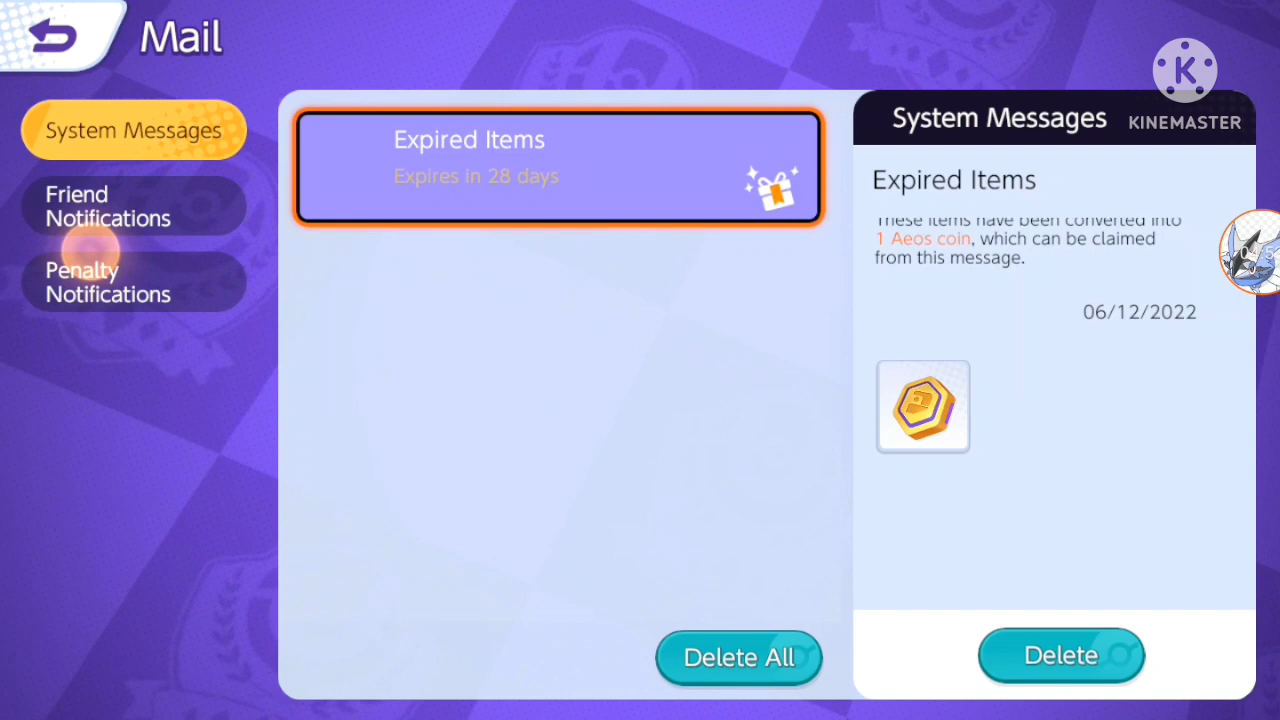 Mail
System Messages
Friend
Notifications
Penalty
Notifications
Expired Items
Expires in 28 days
Delete All
System Messages
K
KINEMASTER
Expired Items
These items have been converted into
1 Aeos coin, which can be claimed
from this message.
06/12/2022
Delete